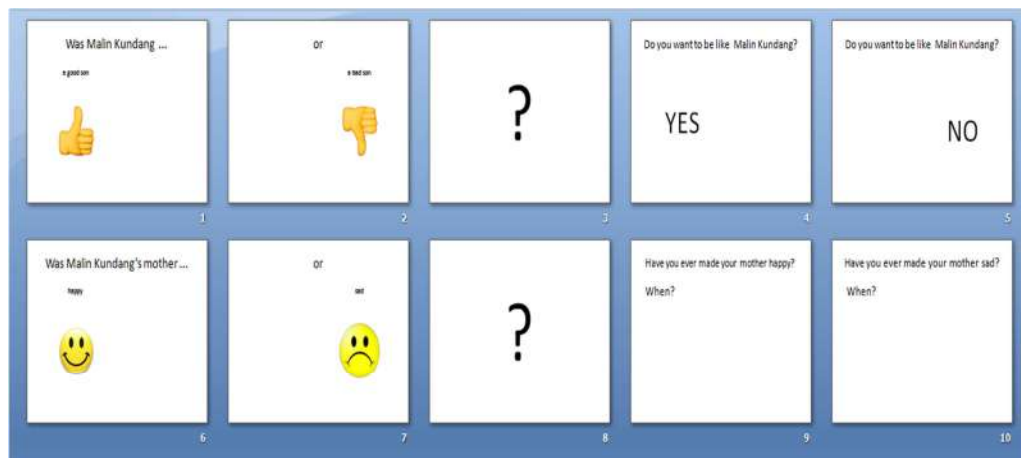 Was Malin Kundang ...
a good son
1
or
a bad son
2
?
3
Do you want to be like Malin Kundang?
YES
4
Do you want to be like Malin Kundang?
NO
5
Was Malin Kundang's mother ...
happy
6
or
sad
7
?
8
Have you ever made your mother happy?
When?
9
Have you ever made your mother sad?
When?
10